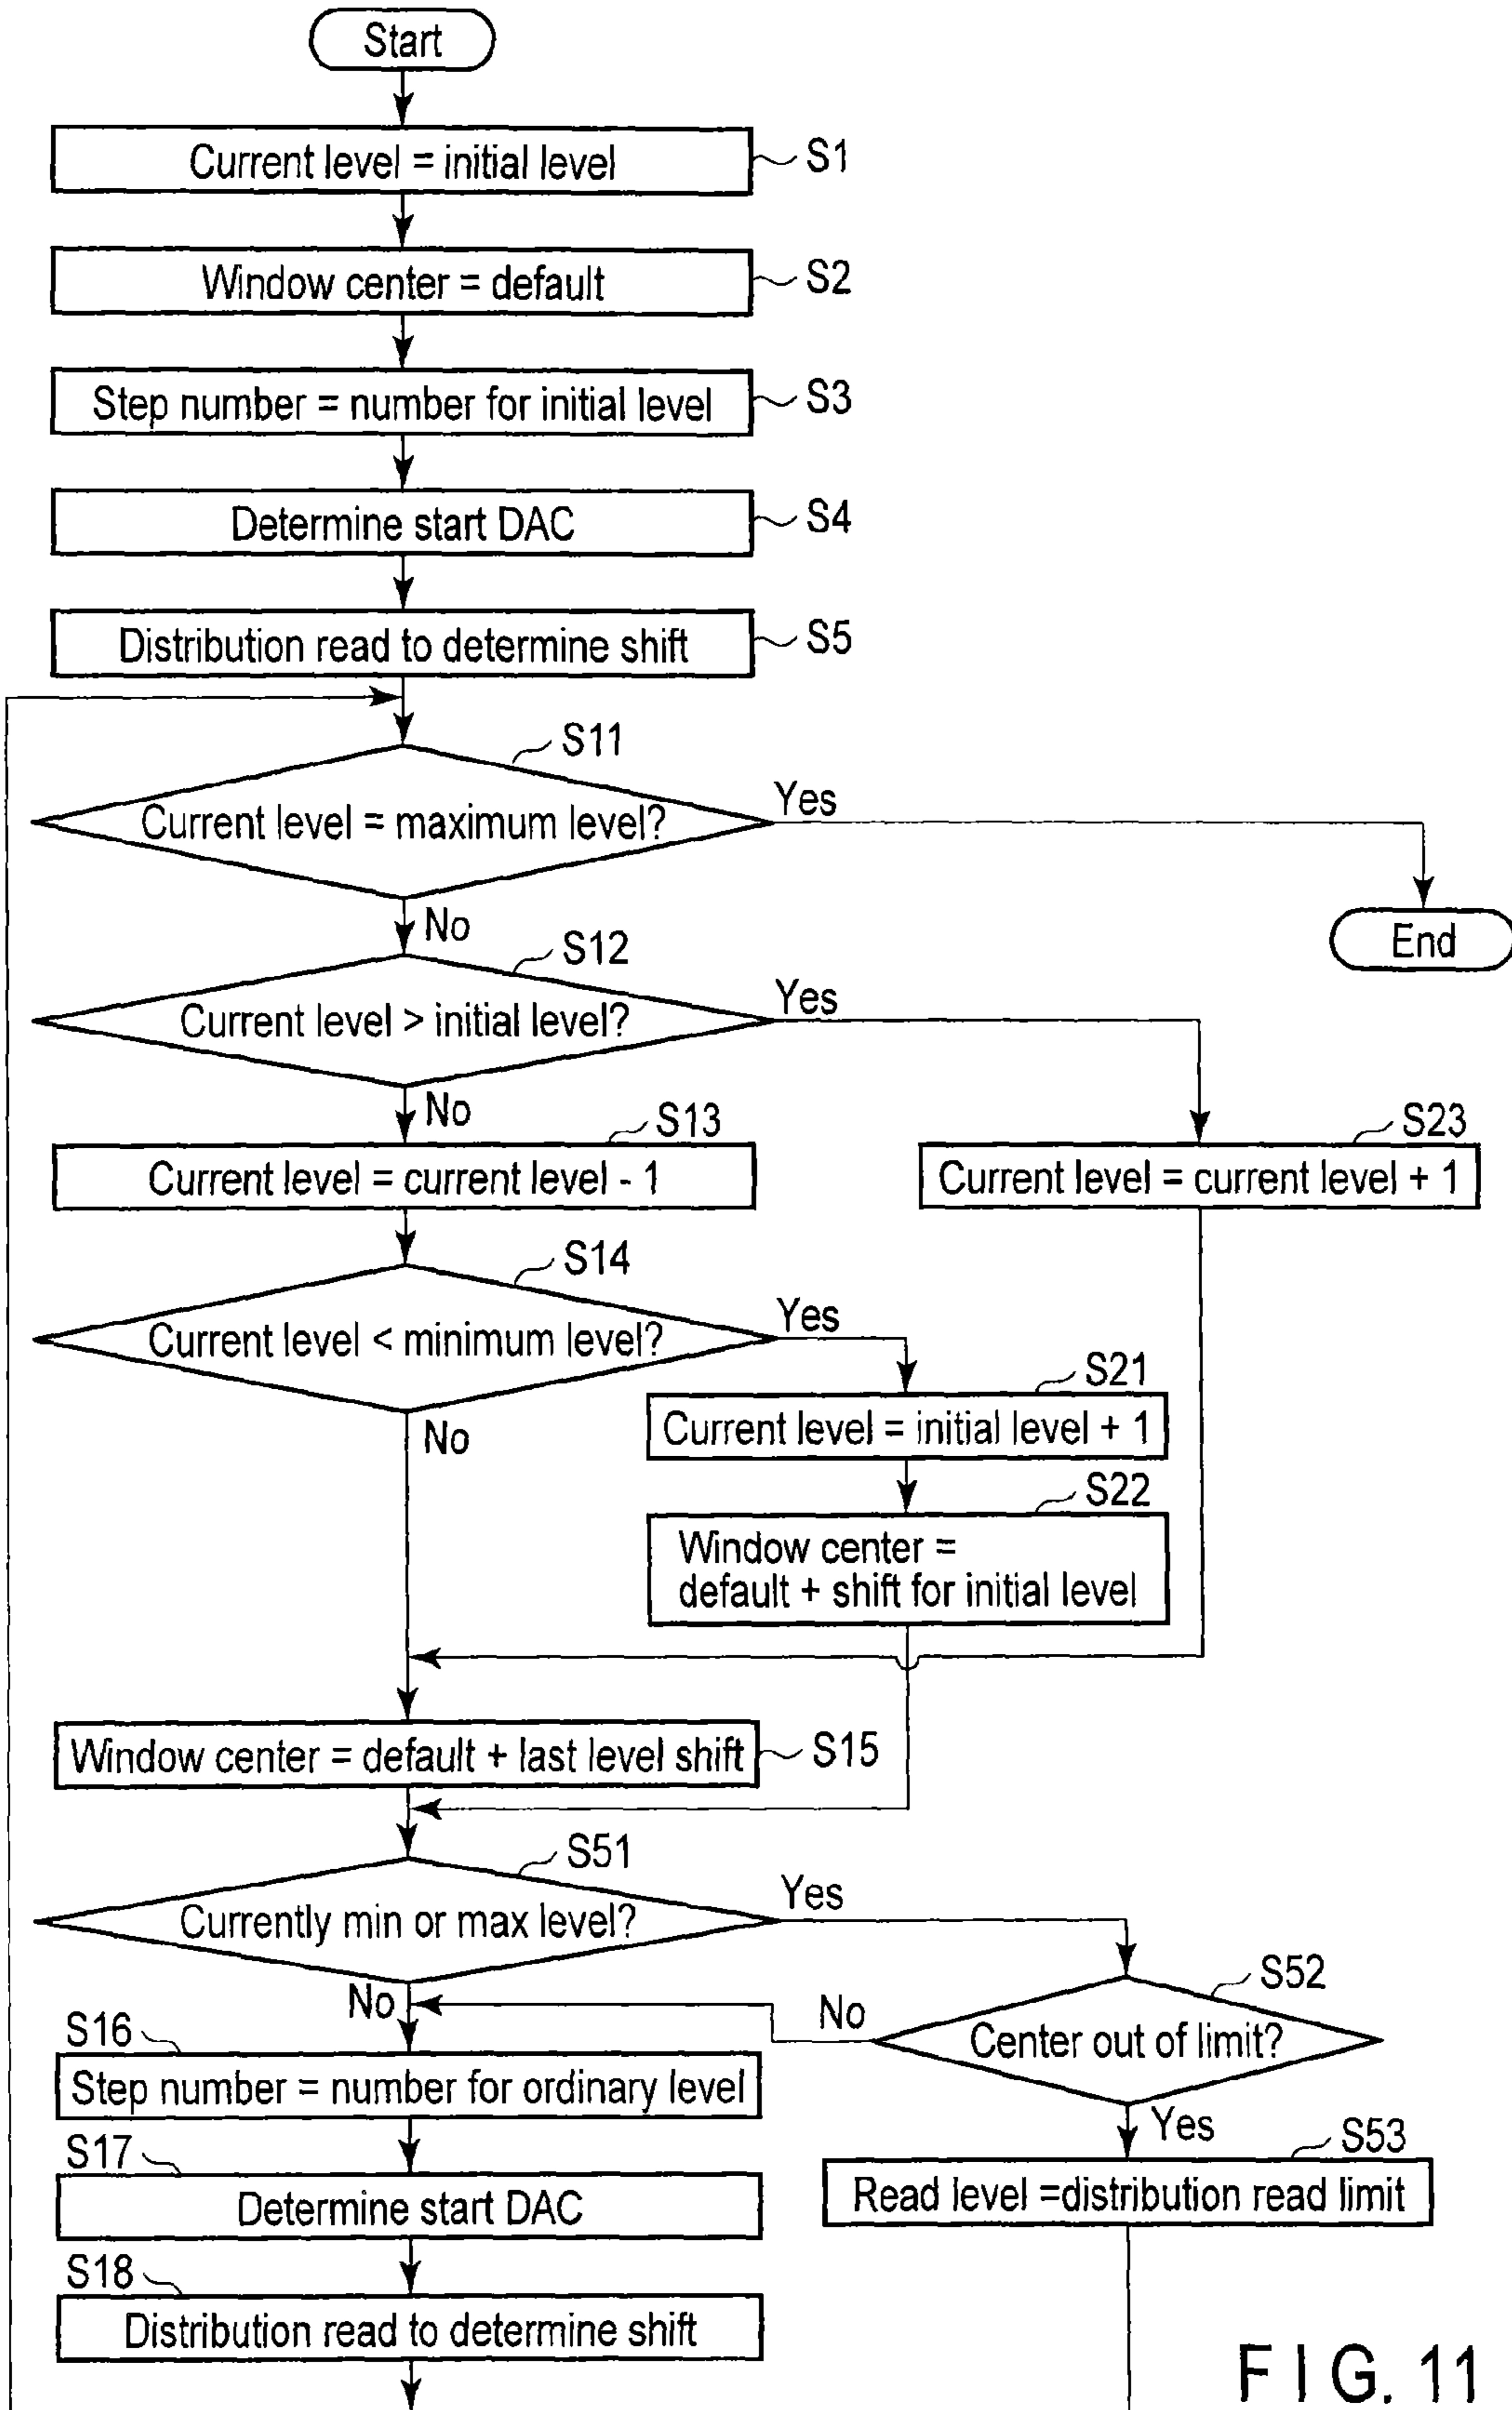 Start
Current level = initial level
S1
Window center = default
S2
Step number = number for initial level
S3
Determine start DAC
S4
Distribution read to determine shift
S5
S11
Current level = maximum level?
Yes
No
End
S12
Current level > initial level?
Yes
No
S13
Current level = current level - 1
S23
Current level = current level + 1
S14
Current level < minimum level?
Yes
No
S21
Current level = initial level + 1
S22
Window center =
default + shift for initial level
Window center = default + last level shift
S15
S51
Currently min or max level?
Yes
No
S52
Center out of limit?
No
Yes
S16
Step number = number for ordinary level
S17
Determine start DAC
S53
Read level =distribution read limit
S18
Distribution read to determine shift
FIG. 11